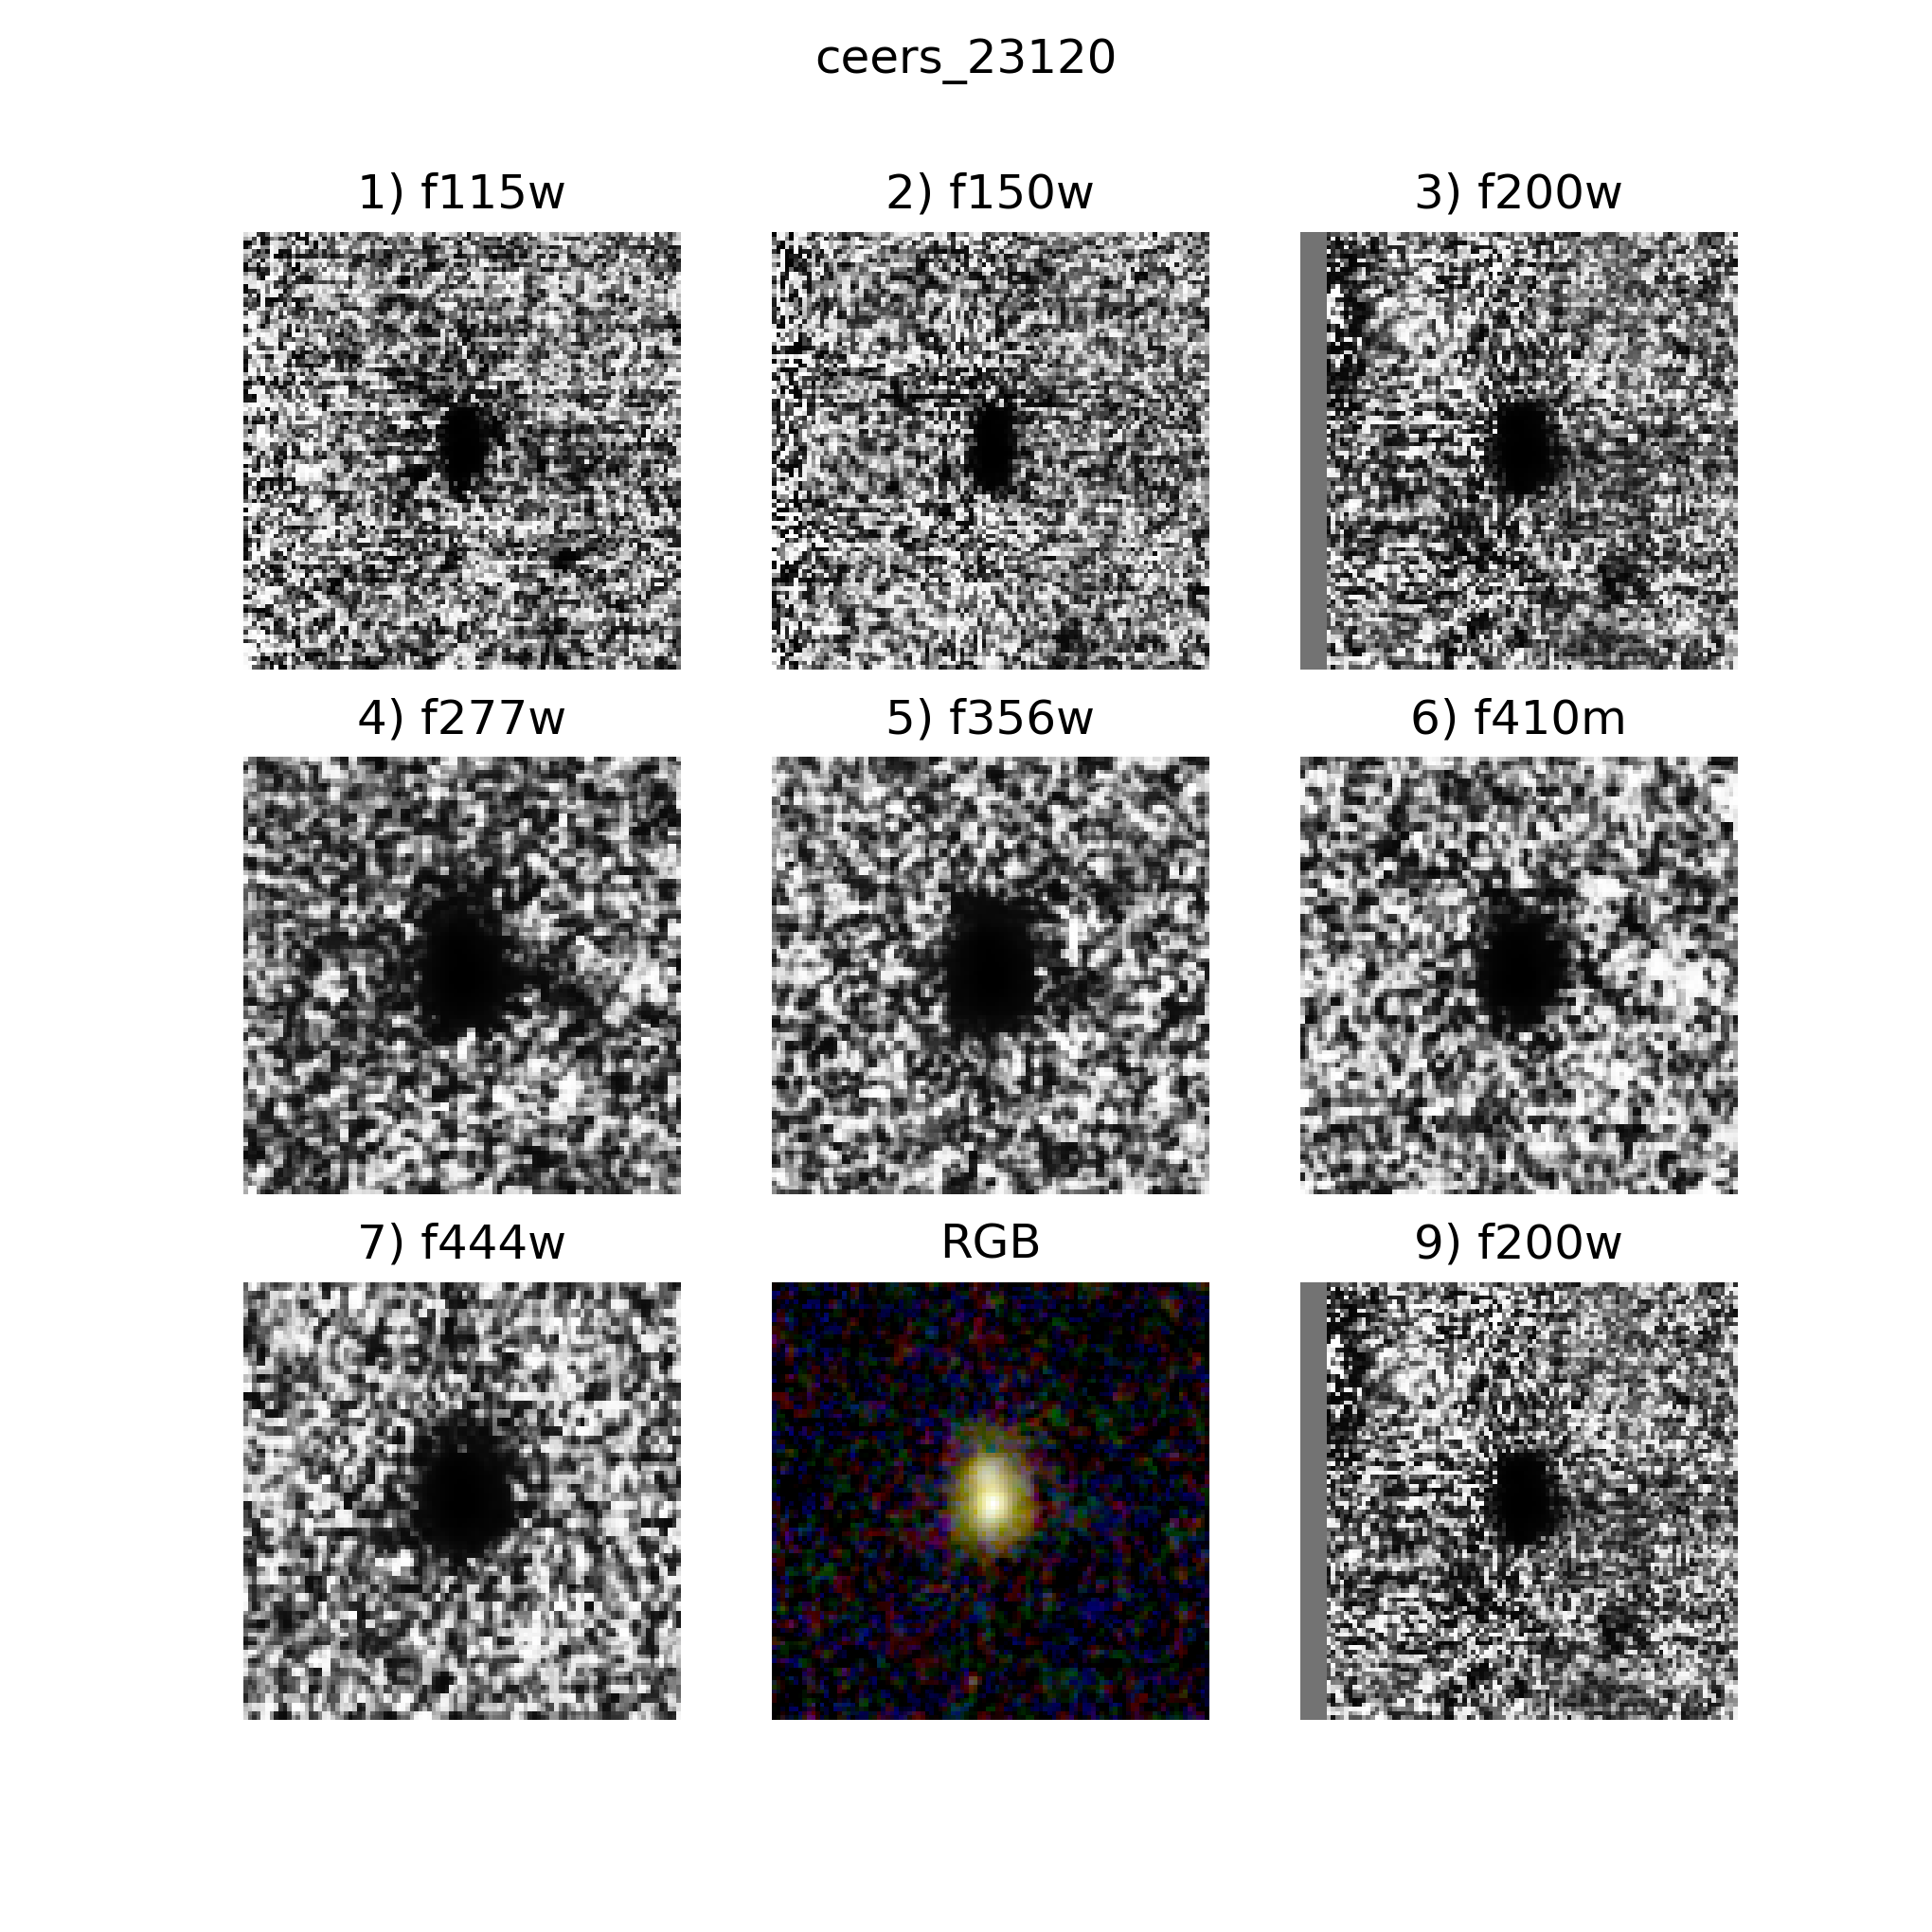 ceers_23120
1) f115w
2) f150w
3) f200w
4) f277w
5) f356w
6) f410m
7) f444w
RGB
9) f200w